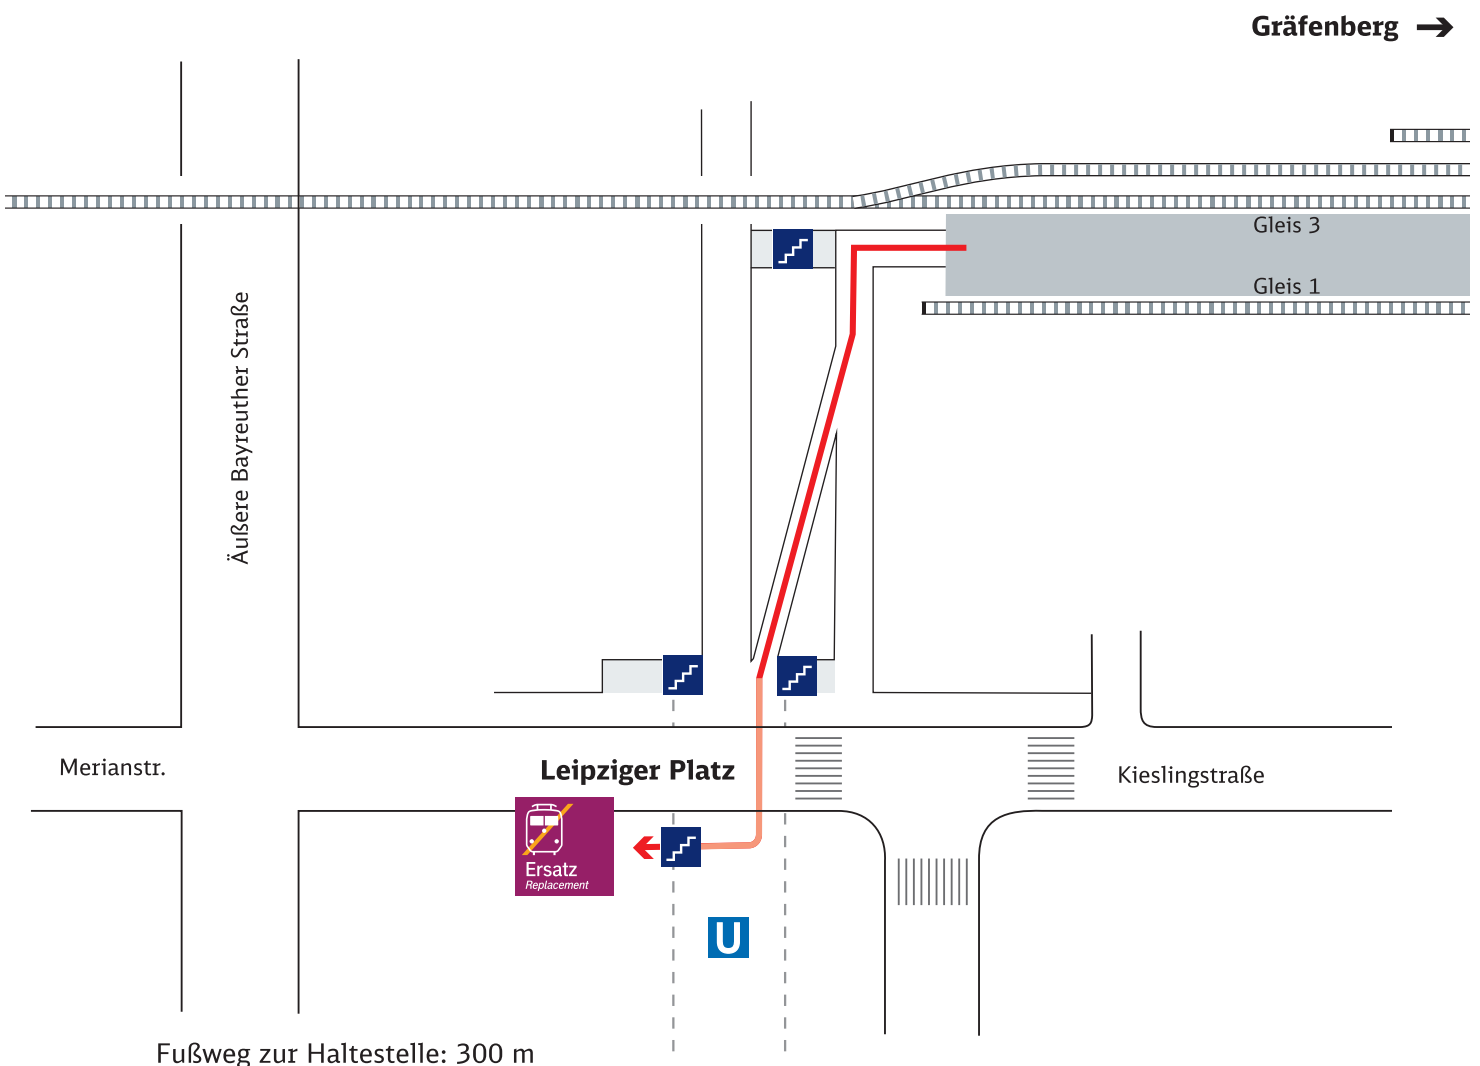 Gräfenberg →
Gleis 3
Gleis 1
Äußere Bayreuther Straße
Merianstr.
Leipziger Platz
Kieslingstraße
Ersatz
Replacement
U
Fußweg zur Haltestelle: 300 m